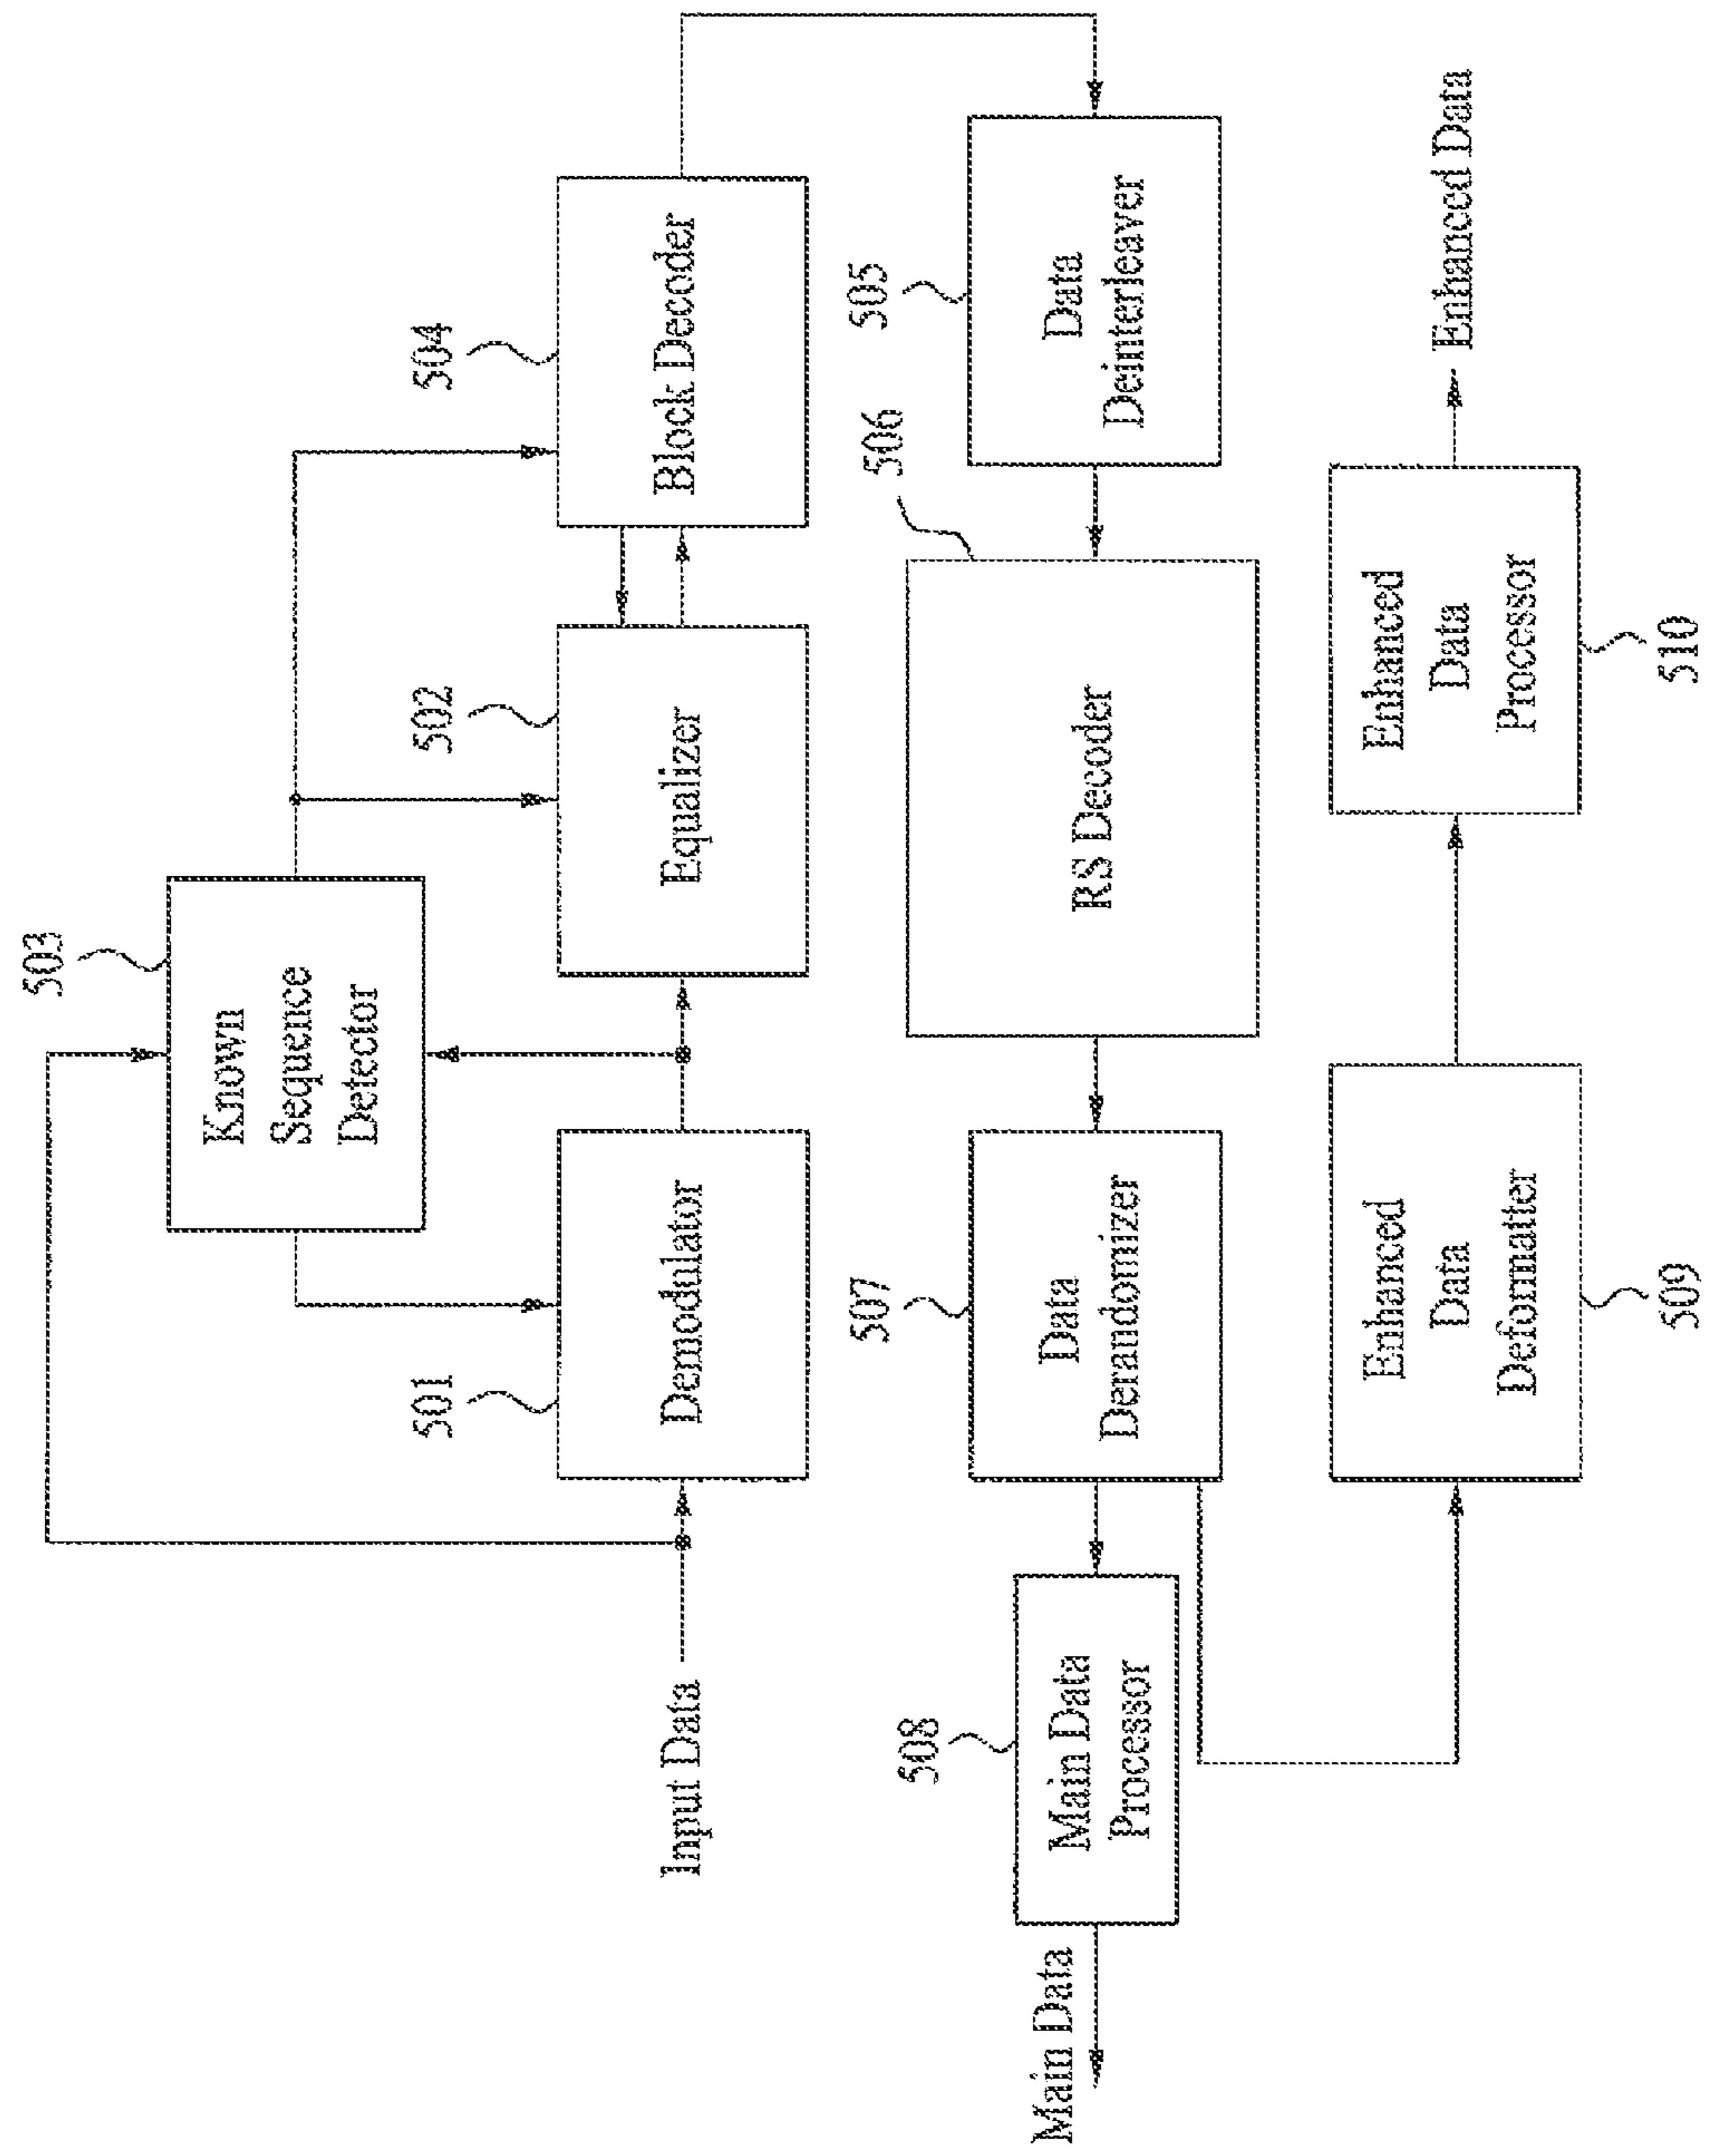 503
Known
Sequence
Detector
501
502
504
Input Data
Demodulator
Equalizer
Block Decoder
508
507
506
505
Main Data
Main Data
Processor
Data
Derandomizer
RS Decoder
Data
Deinterleaver
Enhanced
Data
Deformatter
Enhanced
Data
Processor
Enhanced Data
509
510